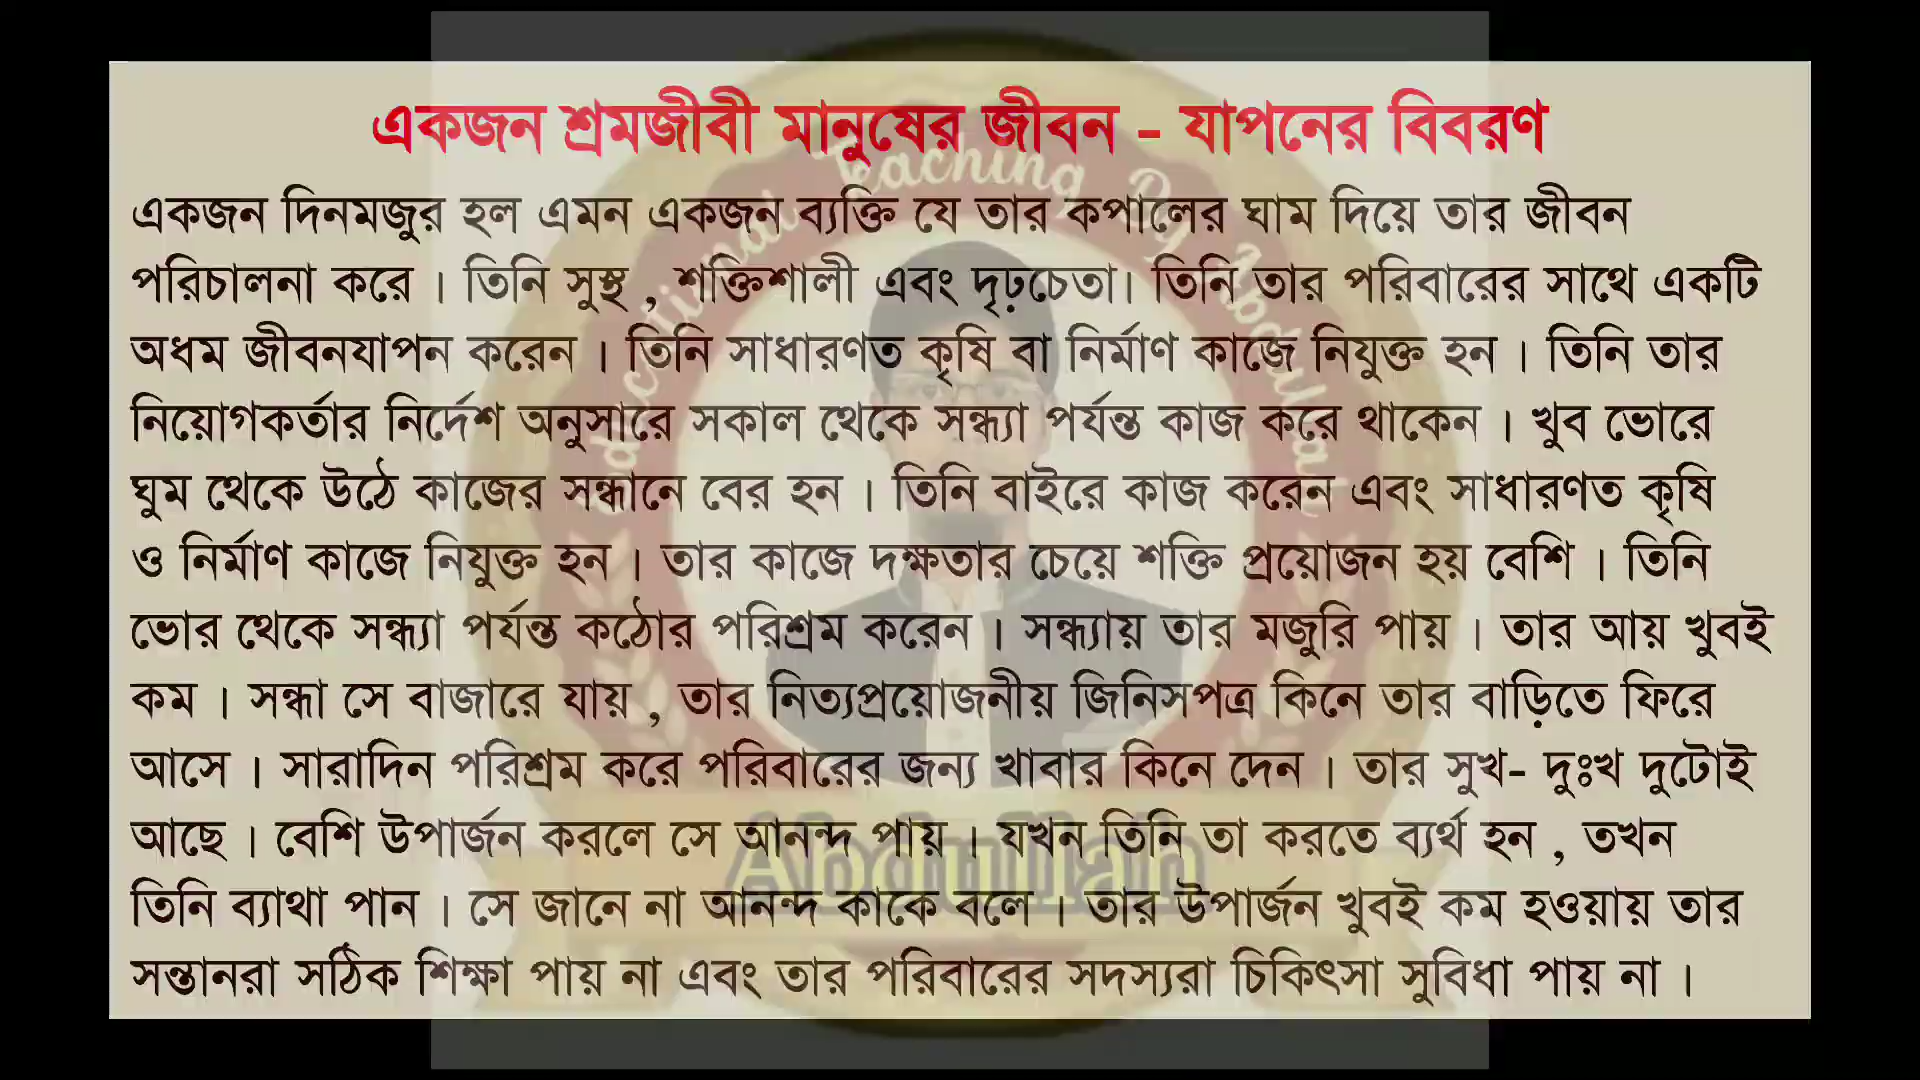 একজন শ্রমজীবী মানুষের জীবন - যাপনের বিবরণ
একজন দিনমজুর হল এমন একজন ব্যক্তি যে তার কপালের ঘাম দিয়ে তার জীবন
পরিচালনা করে । তিনি সুস্থ , শক্তিশালী এবং দৃঢ়চেতা। তিনি তার পরিবারের সাথে একটি
অধম জীবনযাপন করেন । তিনি সাধারণত কৃষি বা নির্মাণ কাজে নিযুক্ত হন । তিনি তার
নিয়োগকর্তার নির্দেশ অনুসারে সকাল থেকে সন্ধ্যা পর্যন্ত কাজ করে থাকেন । খুব ভোরে
ঘুম থেকে উঠে কাজের সন্ধানে বের হন । তিনি বাইরে কাজ করেন এবং সাধারণত কৃষি
ও নির্মাণ কাজে নিযুক্ত হন । তার কাজে দক্ষতার চেয়ে শক্তি প্রয়োজন হয় বেশি । তিনি
ভোর থেকে সন্ধ্যা পর্যন্ত কঠোর পরিশ্রম করেন । সন্ধ্যায় তার মজুরি পায় । তার আয় খুবই
কম । সন্ধা সে বাজারে যায় , তার নিত্যপ্রয়োজনীয় জিনিসপত্র কিনে তার বাড়িতে ফিরে
আসে । সারাদিন পরিশ্রম করে পরিবারের জন্য খাবার কিনে দেন । তার সুখ- দুঃখ দুটোই
আছে । বেশি উপার্জন করলে সে আনন্দ পায় । যখন তিনি তা করতে ব্যর্থ হন , তখন
তিনি ব্যাথা পান । সে জানে না আনন্দ কাকে বলে । তার উপার্জন খুবই কম হওয়ায় তার
সন্তানরা সঠিক শিক্ষা পায় না এবং তার পরিবারের সদস্যরা চিকিৎসা সুবিধা পায় না ।
Educational Teaching By Abdullah
Abdullah